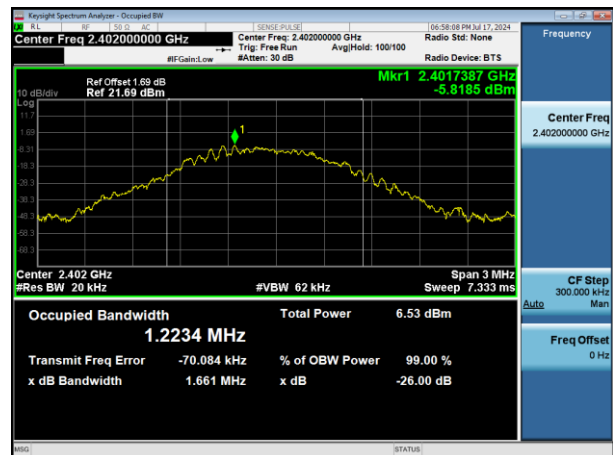 Keysight Spectrum Analyzer - Occupied BW
RL RF 50 Ω AC SENSE:PULSE 06:58:08 PM Jul 17, 2024
Center Freq 2.402000000 GHz Center Freq: 2.402000000 GHz Radio Std: None
Trig: Free Run Avg|Hold: 100/100
#IFGain:Low #Atten: 30 dB Radio Device: BTS
Frequency
Ref Offset 1.69 dB Mkr1 2.4017387 GHz
10 dB/div Ref 21.69 dBm -5.8185 dBm
Log
11.7
1.69
-8.31
-18.3
-28.3
-38.3
-48.3
-58.3
-68.3
1
Center 2.402 GHz Span 3 MHz
#Res BW 20 kHz #VBW 62 kHz Sweep 7.333 ms
Occupied Bandwidth Total Power 6.53 dBm
1.2234 MHz
Transmit Freq Error -70.084 kHz % of OBW Power 99.00 %
x dB Bandwidth 1.661 MHz x dB -26.00 dB
Center Freq
2.402000000 GHz
CF Step
300.000 kHz
Auto Man
Freq Offset
0 Hz
MSG STATUS